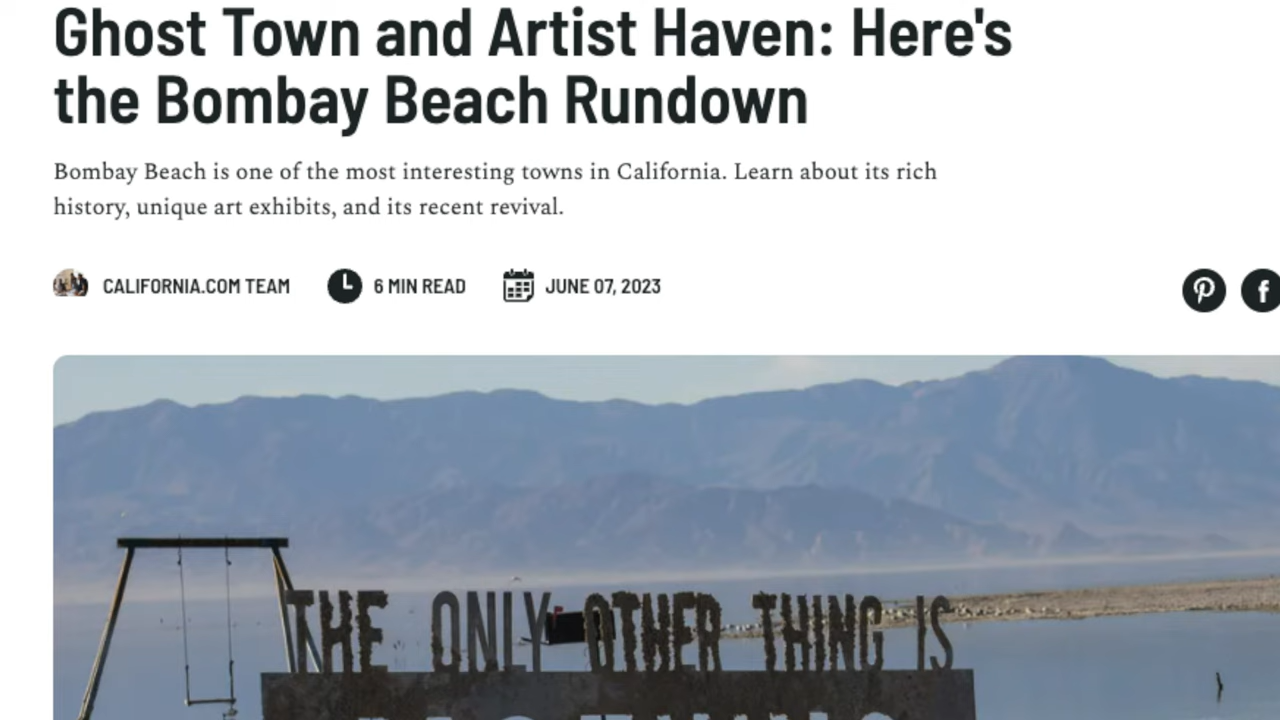 Ghost Town and Artist Haven: Here's
the Bombay Beach Rundown
Bombay Beach is one of the most interesting towns in California. Learn about its rich
history, unique art exhibits, and its recent revival.
CALIFORNIA.COM TEAM 6 MIN READ JUNE 07, 2023
THE ONLY OTHER THING IS